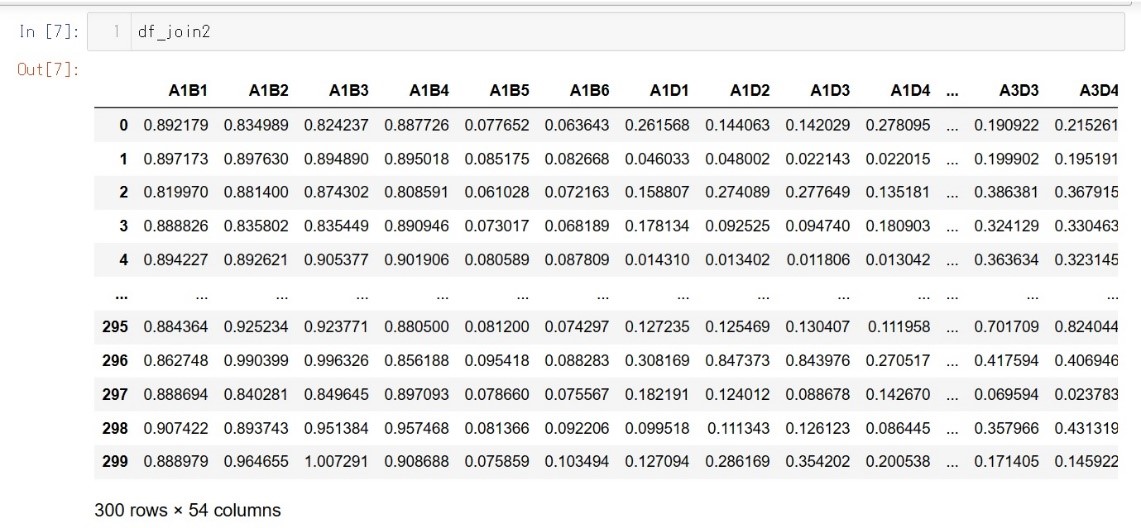 In [7]: 1 df_join2
Out[7]:
A1B1 A1B2 A1B3 A1B4 A1B5 A1B6 A1D1 A1D2 A1D3 A1D4 ... A3D3 A3D4
0 0.892179 0.834989 0.824237 0.887726 0.077652 0.063643 0.261568 0.144063 0.142029 0.278095 ... 0.190922 0.215261
1 0.897173 0.897630 0.894890 0.895018 0.085175 0.082668 0.046033 0.048002 0.022143 0.022015 ... 0.199902 0.195191
2 0.819970 0.881400 0.874302 0.808591 0.061028 0.072163 0.158807 0.274089 0.277649 0.135181 ... 0.386381 0.367915
3 0.888826 0.835802 0.835449 0.890946 0.073017 0.068189 0.178134 0.092525 0.094740 0.180903 ... 0.324129 0.330463
4 0.894227 0.892621 0.905377 0.901906 0.080589 0.087809 0.014310 0.013402 0.011806 0.013042 ... 0.363634 0.323145
... ... ... ... ... ... ... ... ... ... ... ... ... ...
295 0.884364 0.925234 0.923771 0.880500 0.081200 0.074297 0.127235 0.125469 0.130407 0.111958 ... 0.701709 0.824044
296 0.862748 0.990399 0.996326 0.856188 0.095418 0.088283 0.308169 0.847373 0.843976 0.270517 ... 0.417594 0.406946
297 0.888694 0.840281 0.849645 0.897093 0.078660 0.075567 0.182191 0.124012 0.088678 0.142670 ... 0.069594 0.023783
298 0.907422 0.893743 0.951384 0.957468 0.081366 0.092206 0.099518 0.111343 0.126123 0.086445 ... 0.357966 0.431319
299 0.888979 0.964655 1.007291 0.908688 0.075859 0.103494 0.127094 0.286169 0.354202 0.200538 ... 0.171405 0.145922
300 rows × 54 columns